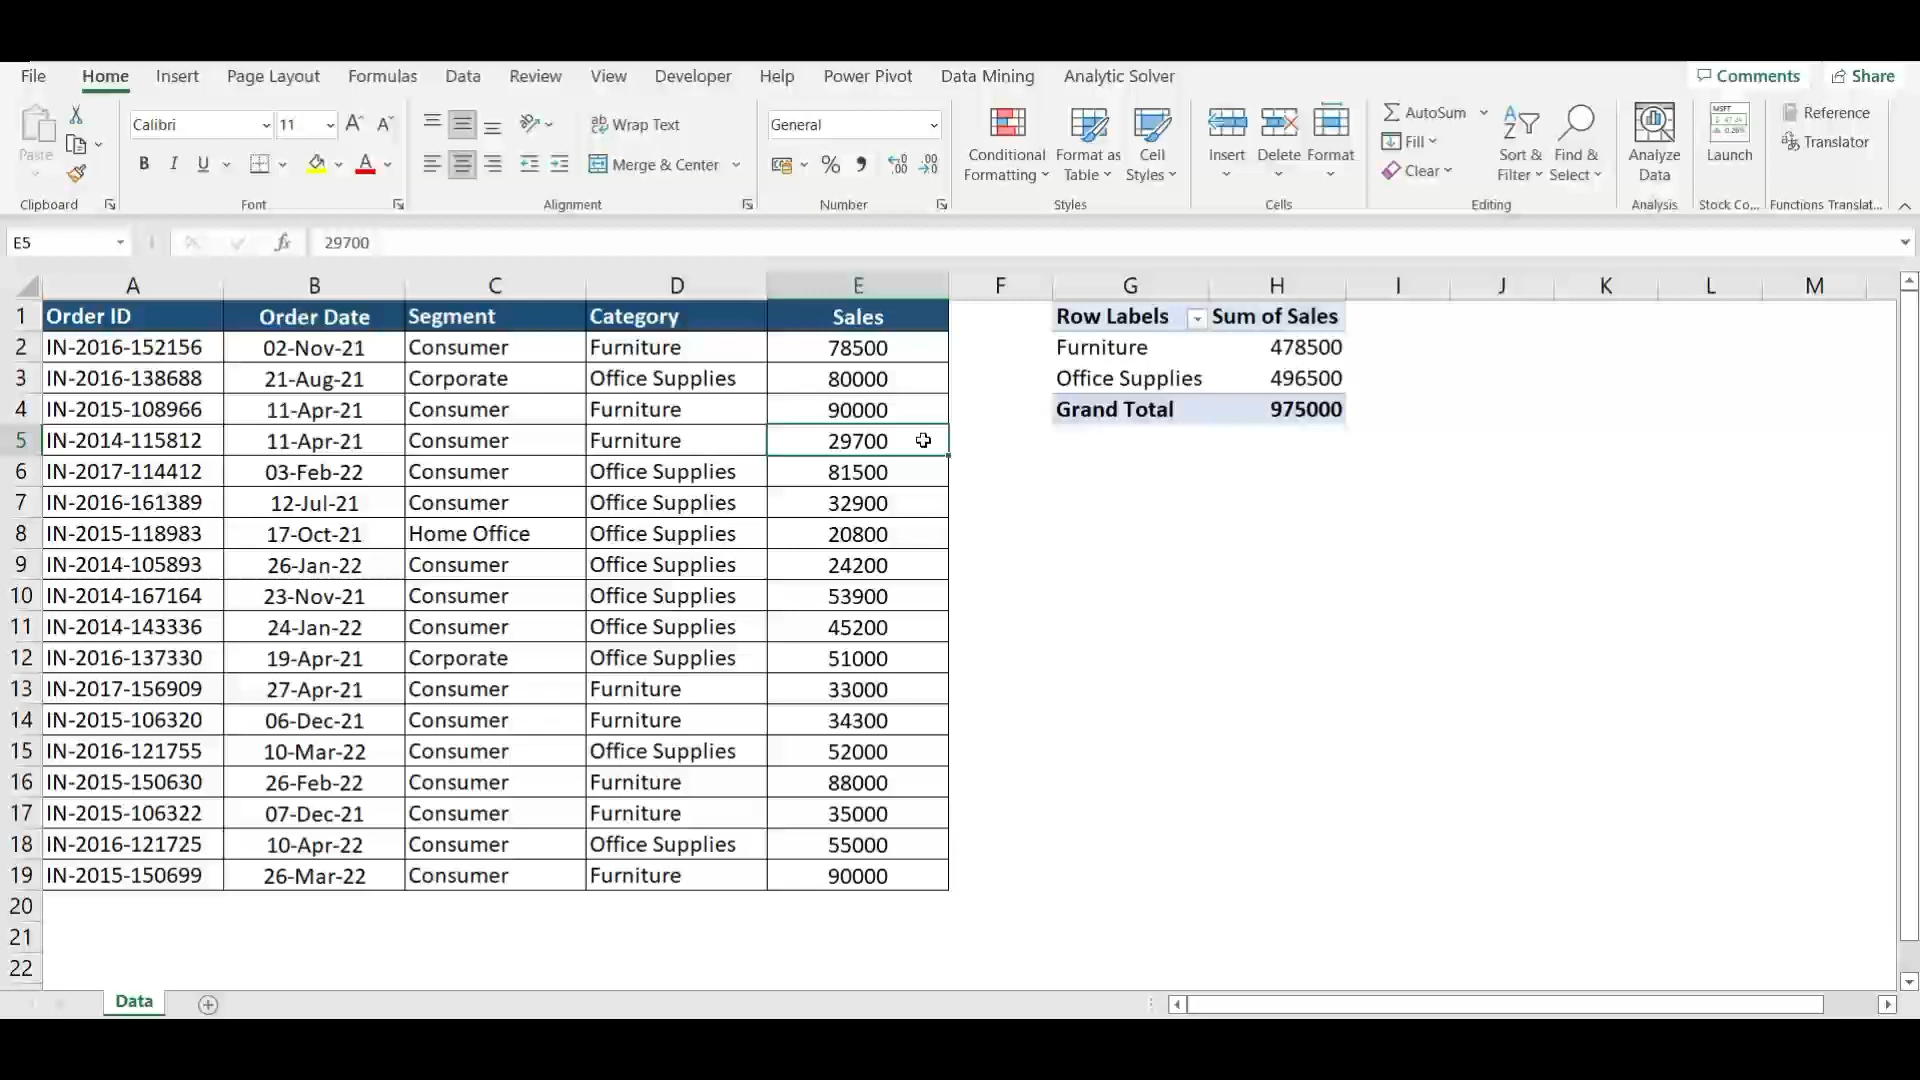 File Home Insert Page Layout Formulas Data Review View Developer Help Power Pivot Data Mining Analytic Solver Comments Share
Paste
Clipboard
Calibri 11
B I U
Font
Wrap Text
Merge & Center
Alignment
General
Number
Conditional Formatting
Format as Table
Cell Styles
Styles
Insert Delete Format
Cells
AutoSum
Fill
Clear
Sort & Filter
Find & Select
Editing
Analyze Data
Analysis
Launch
Stock Co...
Reference
Translator
Functions Translat...
E5 fx 29700
A B C D E F G H I J K L M
1 Order ID Order Date Segment Category Sales Row Labels Sum of Sales
2 IN-2016-152156 02-Nov-21 Consumer Furniture 78500 Furniture 478500
3 IN-2016-138688 21-Aug-21 Corporate Office Supplies 80000 Office Supplies 496500
4 IN-2015-108966 11-Apr-21 Consumer Furniture 90000 Grand Total 975000
5 IN-2014-115812 11-Apr-21 Consumer Furniture 29700
6 IN-2017-114412 03-Feb-22 Consumer Office Supplies 81500
7 IN-2016-161389 12-Jul-21 Consumer Office Supplies 32900
8 IN-2015-118983 17-Oct-21 Home Office Office Supplies 20800
9 IN-2014-105893 26-Jan-22 Consumer Office Supplies 24200
10 IN-2014-167164 23-Nov-21 Consumer Office Supplies 53900
11 IN-2014-143336 24-Jan-22 Consumer Office Supplies 45200
12 IN-2016-137330 19-Apr-21 Corporate Office Supplies 51000
13 IN-2017-156909 27-Apr-21 Consumer Furniture 33000
14 IN-2015-106320 06-Dec-21 Consumer Furniture 34300
15 IN-2016-121755 10-Mar-22 Consumer Office Supplies 52000
16 IN-2015-150630 26-Feb-22 Consumer Furniture 88000
17 IN-2015-106322 07-Dec-21 Consumer Furniture 35000
18 IN-2016-121725 10-Apr-22 Consumer Office Supplies 55000
19 IN-2015-150699 26-Mar-22 Consumer Furniture 90000
20
21
22
Data